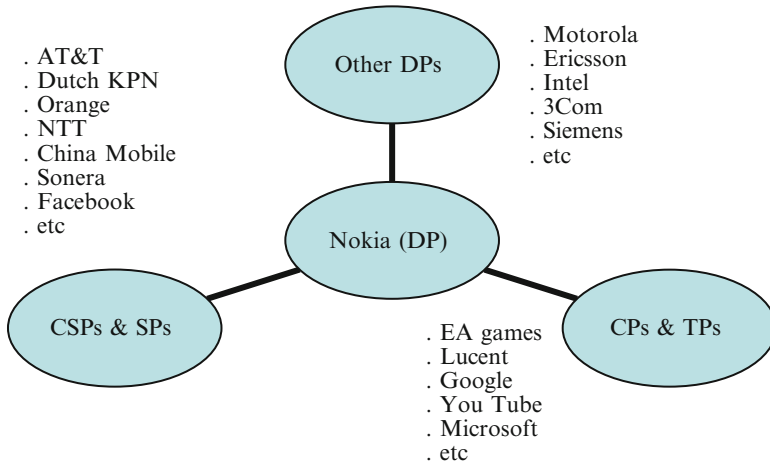 . AT&T
. Dutch KPN
. Orange
. NTT
. China Mobile
. Sonera
. Facebook
. etc
Other DPs
. Motorola
. Ericsson
. Intel
. 3Com
. Siemens
. etc
Nokia (DP)
CSPs & SPs
CPs & TPs
. EA games
. Lucent
. Google
. You Tube
. Microsoft
. etc